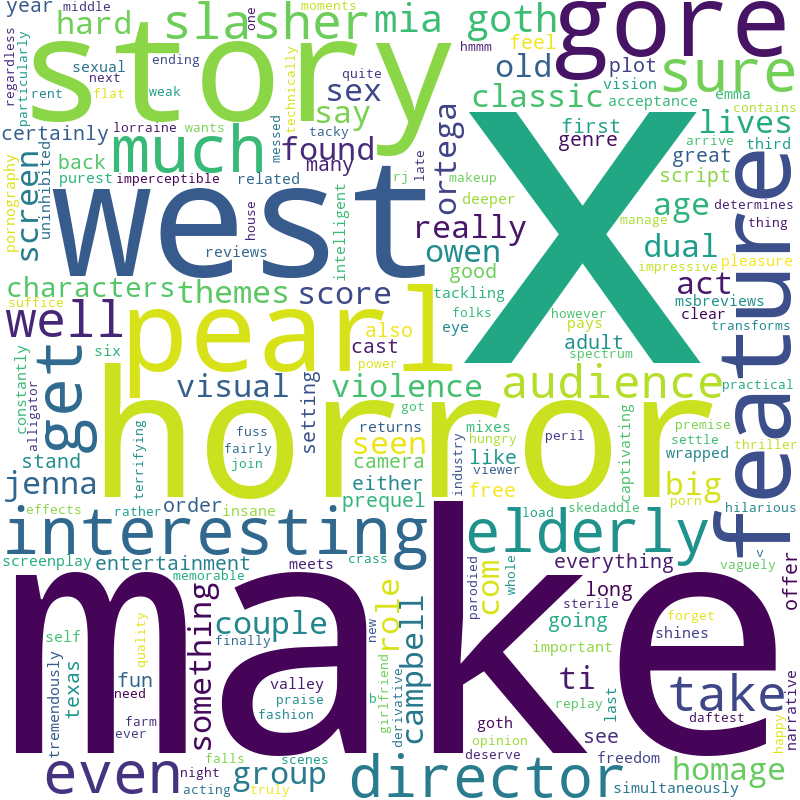 year
middle
moments
hard
slasher
mia
goth
gore
one
story
hmmm
regardless
particularly
sexual
next
ending
quite
old
plot
sure
rent
flat
weak
technically
sex
feel
vision
emma
classic
acceptance
contains
certainly
lorraine
wants
tacky
say
ortega
first
lives
messed
much
found
genre
arrive
third
back
many
late
great
purest
imperceptible
related
rj
makeup
script
determines
pornography
screen
uninhibited
west
X
deeper
age
thing
house
intelligent
really
manage
feature
reviews
owen
dual
good
impressive
pleasure
characters
themes
score
tackling
act
msbreviews
suffice
folks
clear
well
pearl
also
eye
however
pays
transforms
cast
adult
six
power
spectrum
get
constantly
alligator
visual
setting
violence
audience
practical
horror
got
fuss
returns
seen
hungry
peril
captivating
premise
terrifying
fairly
join
camera
like
industry
viewer
settle
wrapped
thriller
stand
jenna
either
free
big
effects
rather
order
insane
prequel
porn
load
skedaddle
hilarious
interesting
elderly
v
screenplay
entertainment
meets
crass
whole
everything
vaguely
memorable
make
something
role
com
parodied
long
offer
self
couple
new
sterile
going
forget
shines
quality
finally
campbell
important
see
tremendously
texas
fun
need
valley
girlfriend
derivative
ti
take
narrative
farm
ever
praise
fashion
b
goth
replay
last
daftest
opinion
happy
even
falls
scenes
deserve
freedom
night
group
director
homage
acting
truly
simultaneously